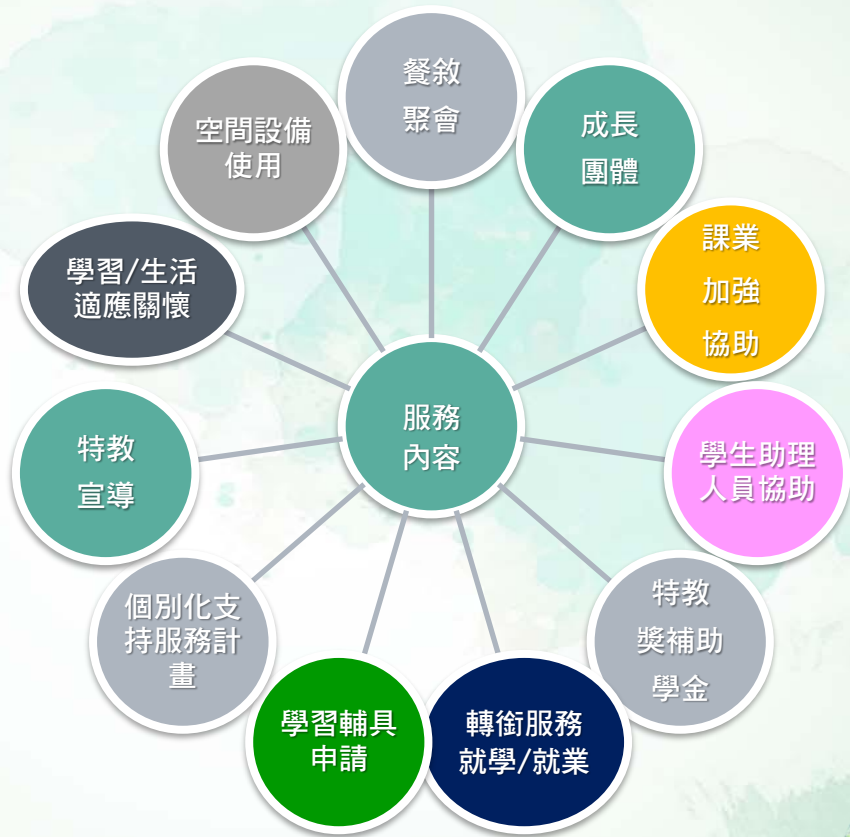 餐敘
聚會
成長
團體
課業
加強
協助
學生助理
人員協助
特教
獎補助
學金
轉銜服務
就學/就業
學習輔具
申請
個別化支
持服務計
畫
特教
宣導
學習/生活
適應關懷
空間設備
使用
服務
內容